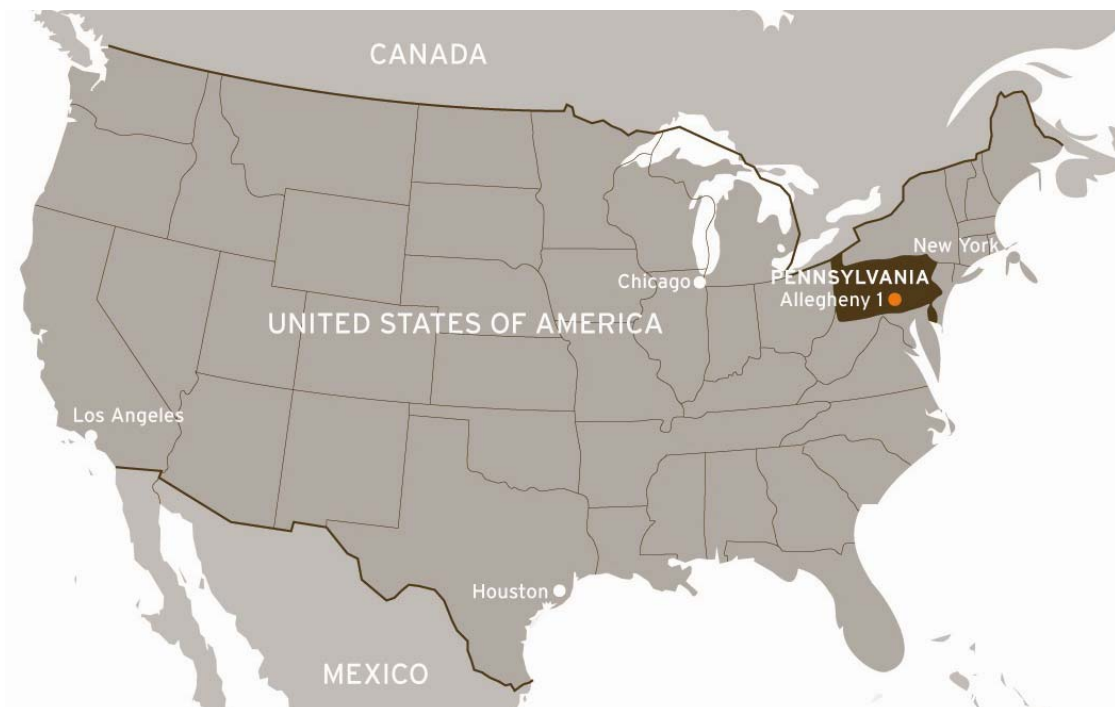 CANADA
New York
Chicago
PENNSYLVANIA
Allegheny 1
UNITED STATES OF AMERICA
Los Angeles
Houston
MEXICO